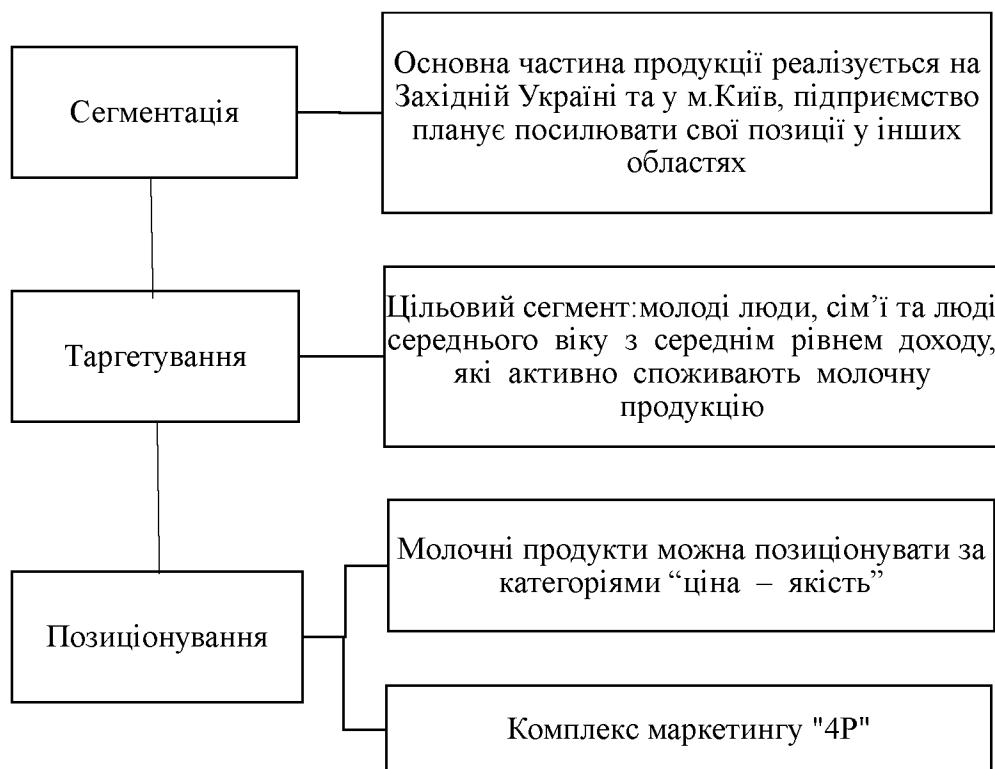 Сегментація
Основна частина продукції реалізується на
Західній Україні та у м.Київ, підприємство
планує посилювати свої позиції у інших
областях
Таргетування
Цільовий сегмент:молоді люди, сім’ї та люді
середнього віку з середнім рівнем доходу,
які активно споживають молочну
продукцію
Позиціонування
Молочні продукти можна позиціонувати за
категоріями “ціна – якість”
Комплекс маркетингу "4Р"